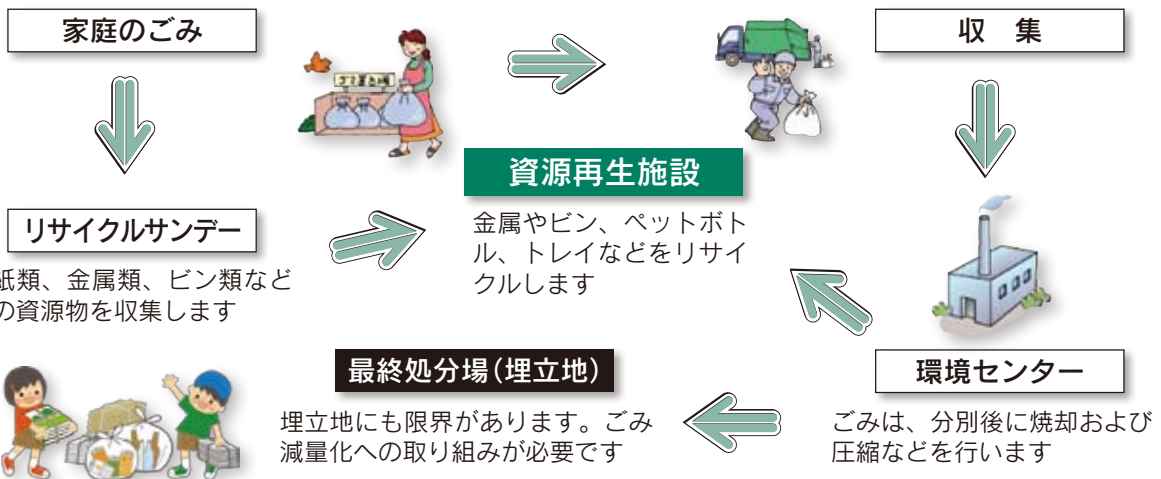 家庭のごみ
収　集
ゴミ置き場
資源再生施設
金属やビン、ペットボト
ル、トレイなどをリサイ
クルします
リサイクルサンデー
紙類、金属類、ビン類など
の資源物を収集します
最終処分場（埋立地）
埋立地にも限界があります。ごみ
減量化への取り組みが必要です
環境センター
ごみは、分別後に焼却および
圧縮などを行います